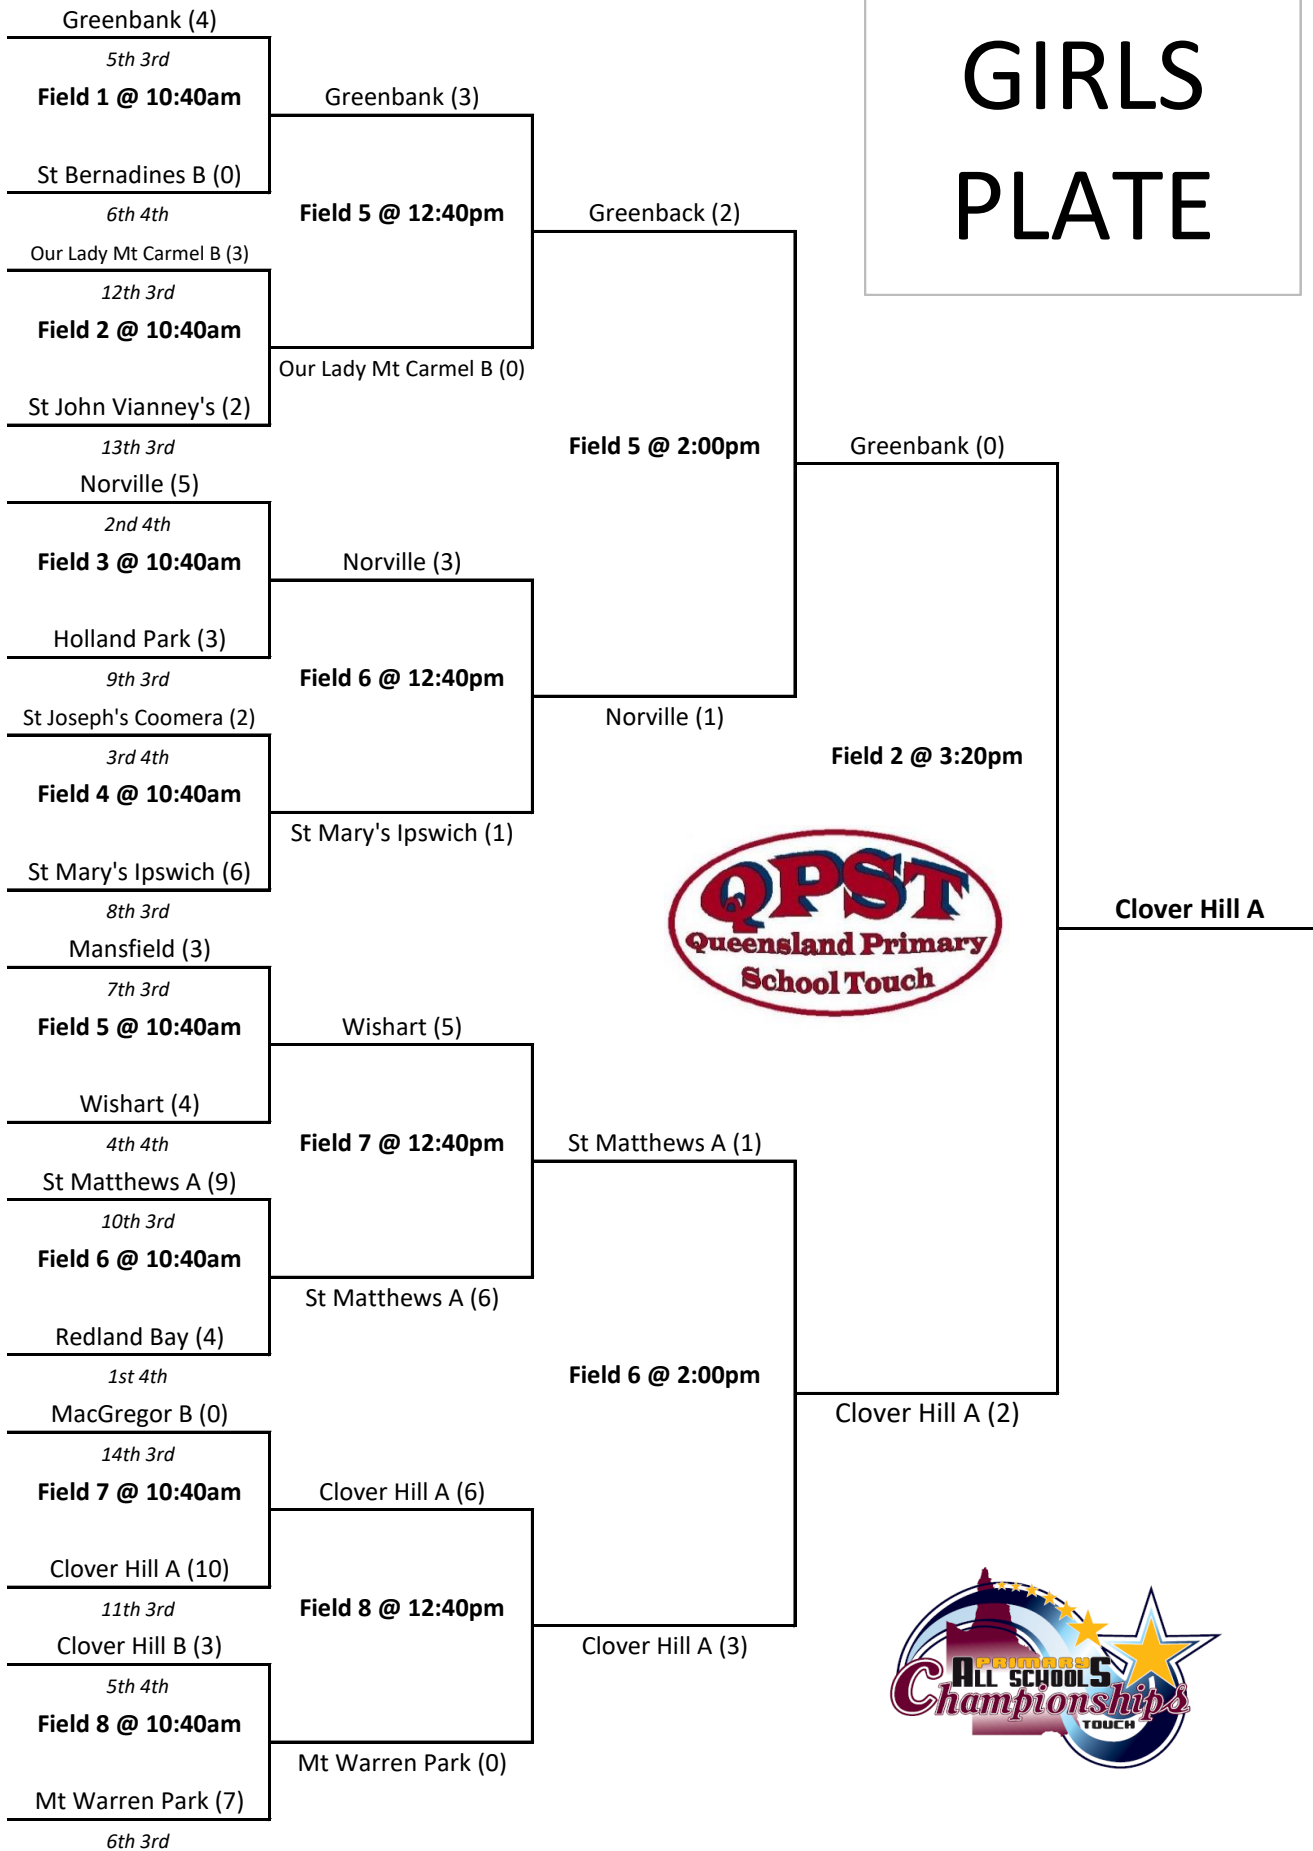 GIRLS
PLATE
Greenbank (4)
5th 3rd
Field 1 @ 10:40am
St Bernadines B (0)
6th 4th
Our Lady Mt Carmel B (3)
12th 3rd
Field 2 @ 10:40am
St John Vianney's (2)
13th 3rd
Norville (5)
2nd 4th
Field 3 @ 10:40am
Holland Park (3)
9th 3rd
St Joseph's Coomera (2)
3rd 4th
Field 4 @ 10:40am
St Mary's Ipswich (6)
8th 3rd
Mansfield (3)
7th 3rd
Field 5 @ 10:40am
Wishart (4)
4th 4th
St Matthews A (9)
10th 3rd
Field 6 @ 10:40am
Redland Bay (4)
1st 4th
MacGregor B (0)
14th 3rd
Field 7 @ 10:40am
Clover Hill A (10)
11th 3rd
Clover Hill B (3)
5th 4th
Field 8 @ 10:40am
Mt Warren Park (7)
6th 3rd
Greenbank (3)
Field 5 @ 12:40pm
Our Lady Mt Carmel B (0)
Norville (3)
Field 6 @ 12:40pm
St Mary's Ipswich (1)
Wishart (5)
Field 7 @ 12:40pm
St Matthews A (6)
Clover Hill A (6)
Field 8 @ 12:40pm
Mt Warren Park (0)
Greenback (2)
Field 5 @ 2:00pm
Norville (1)
St Matthews A (1)
Field 6 @ 2:00pm
Clover Hill A (3)
Greenbank (0)
Field 2 @ 3:20pm
Clover Hill A (2)
Clover Hill A
QPST
Queensland Primary
School Touch
PRIMARY
ALL SCHOOLS
Championships
TOUCH